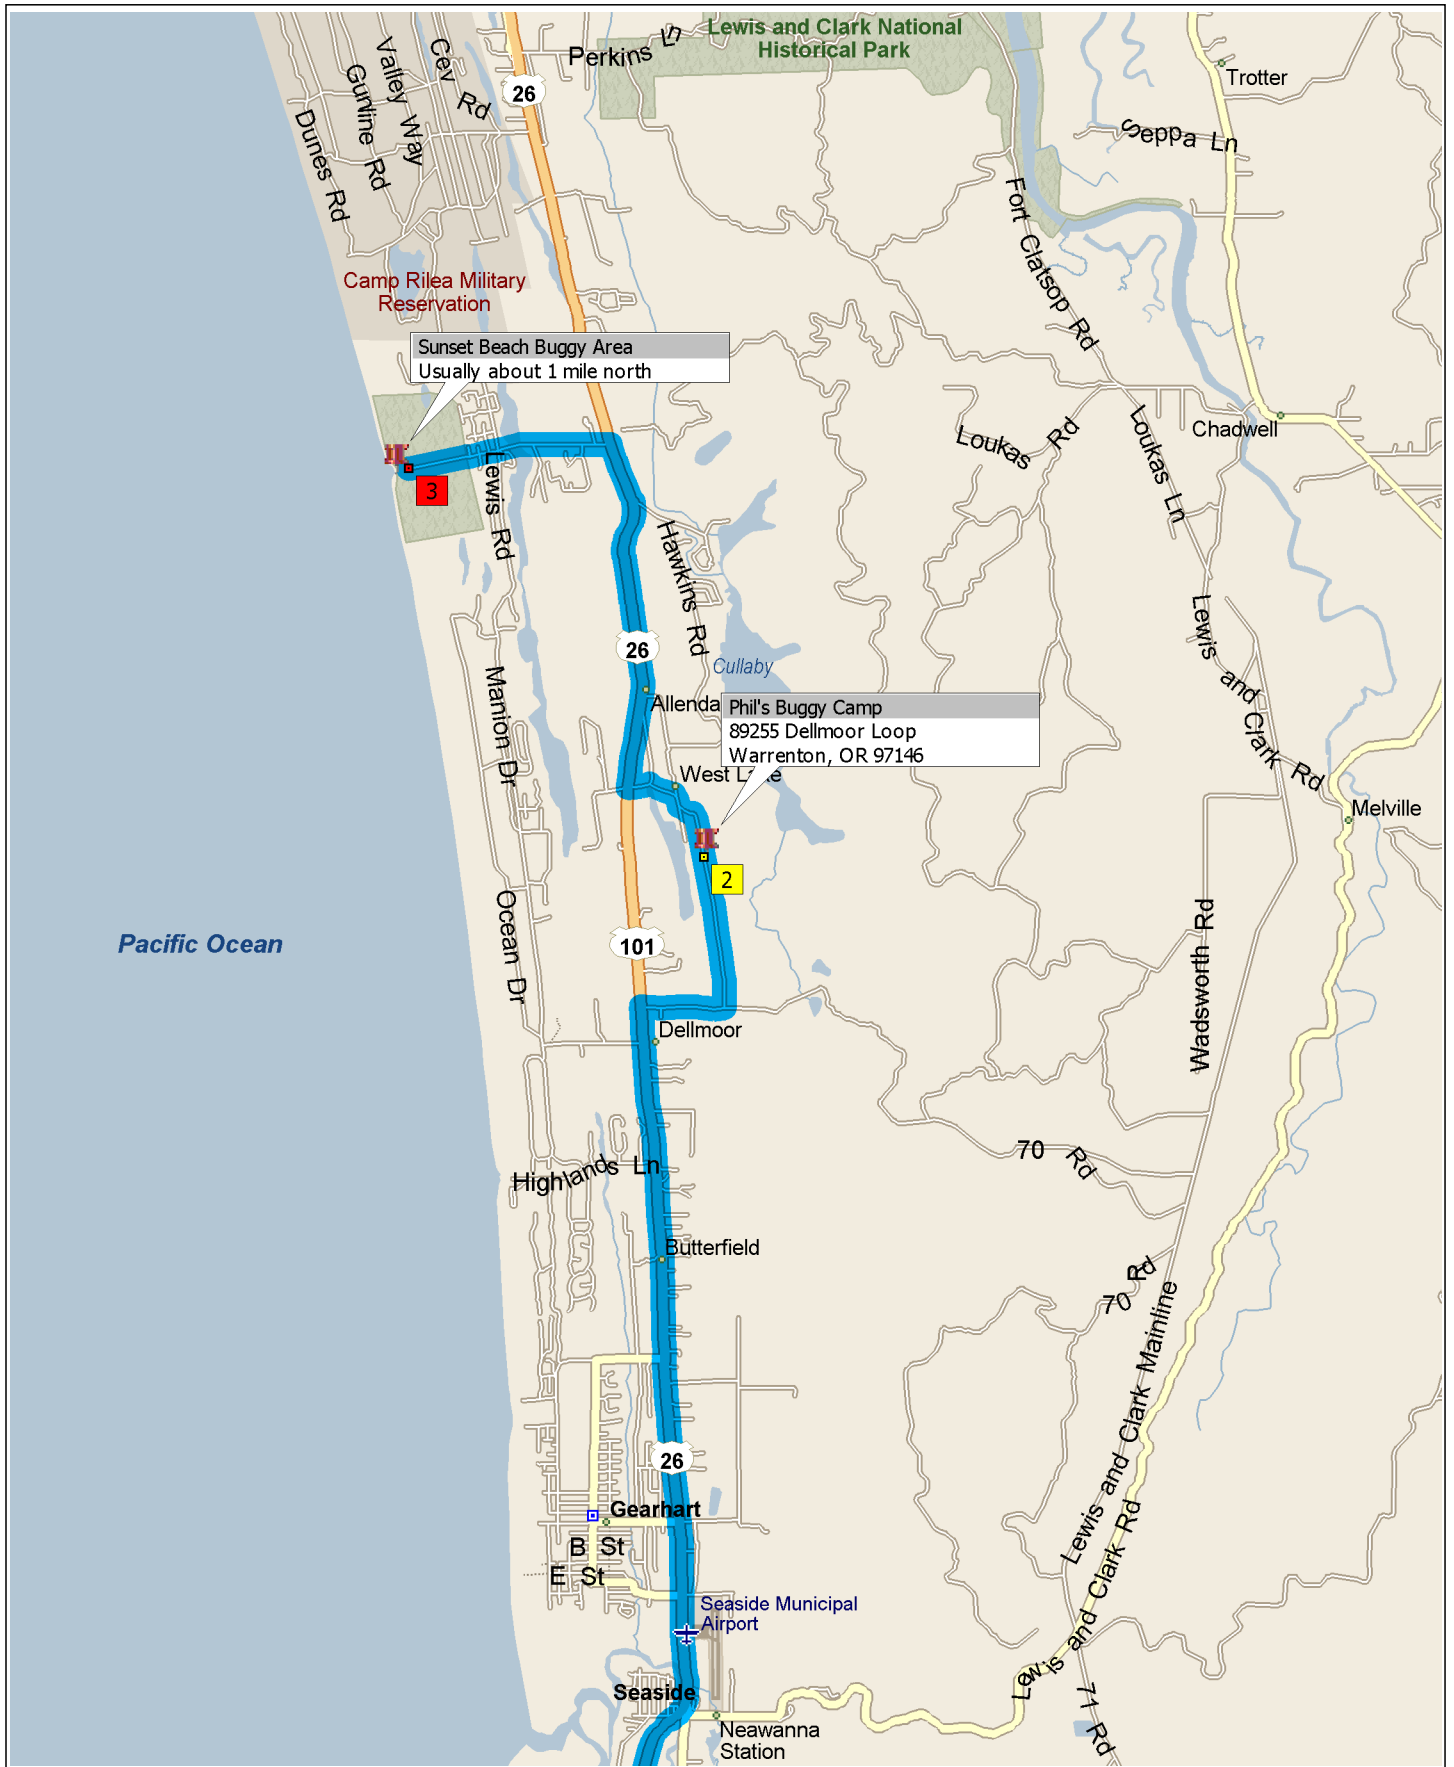 Lewis and Clark National
Historical Park
Perkins Ln
Valley Way
Gunline Rd
Cev
Rd
Dunes Rd
26
Trotter
Seppa Ln
Fort Clatsop Rd
Camp Rilea Military
Reservation
Sunset Beach Buggy Area
Usually about 1 mile north
Loukas Rd
Loukas Ln
Chadwell
3
Lewis Rd
Hawkins Rd
26
Cullaby
Lewis and Clark Rd
Manion Dr
Allenda
Phil's Buggy Camp
89255 Dellmoor Loop
Warrenton, OR 97146
West Lake
Melville
2
Ocean Dr
Pacific Ocean
101
Wadsworth Rd
Dellmoor
Highlands Ln
70 Rd
Butterfield
70 Rd
Lewis and Clark Mainline
26
Gearhart
B St
E St
Lewis and Clark Rd
Seaside Municipal
Airport
Seaside
Neawanna
Station
71 Rd